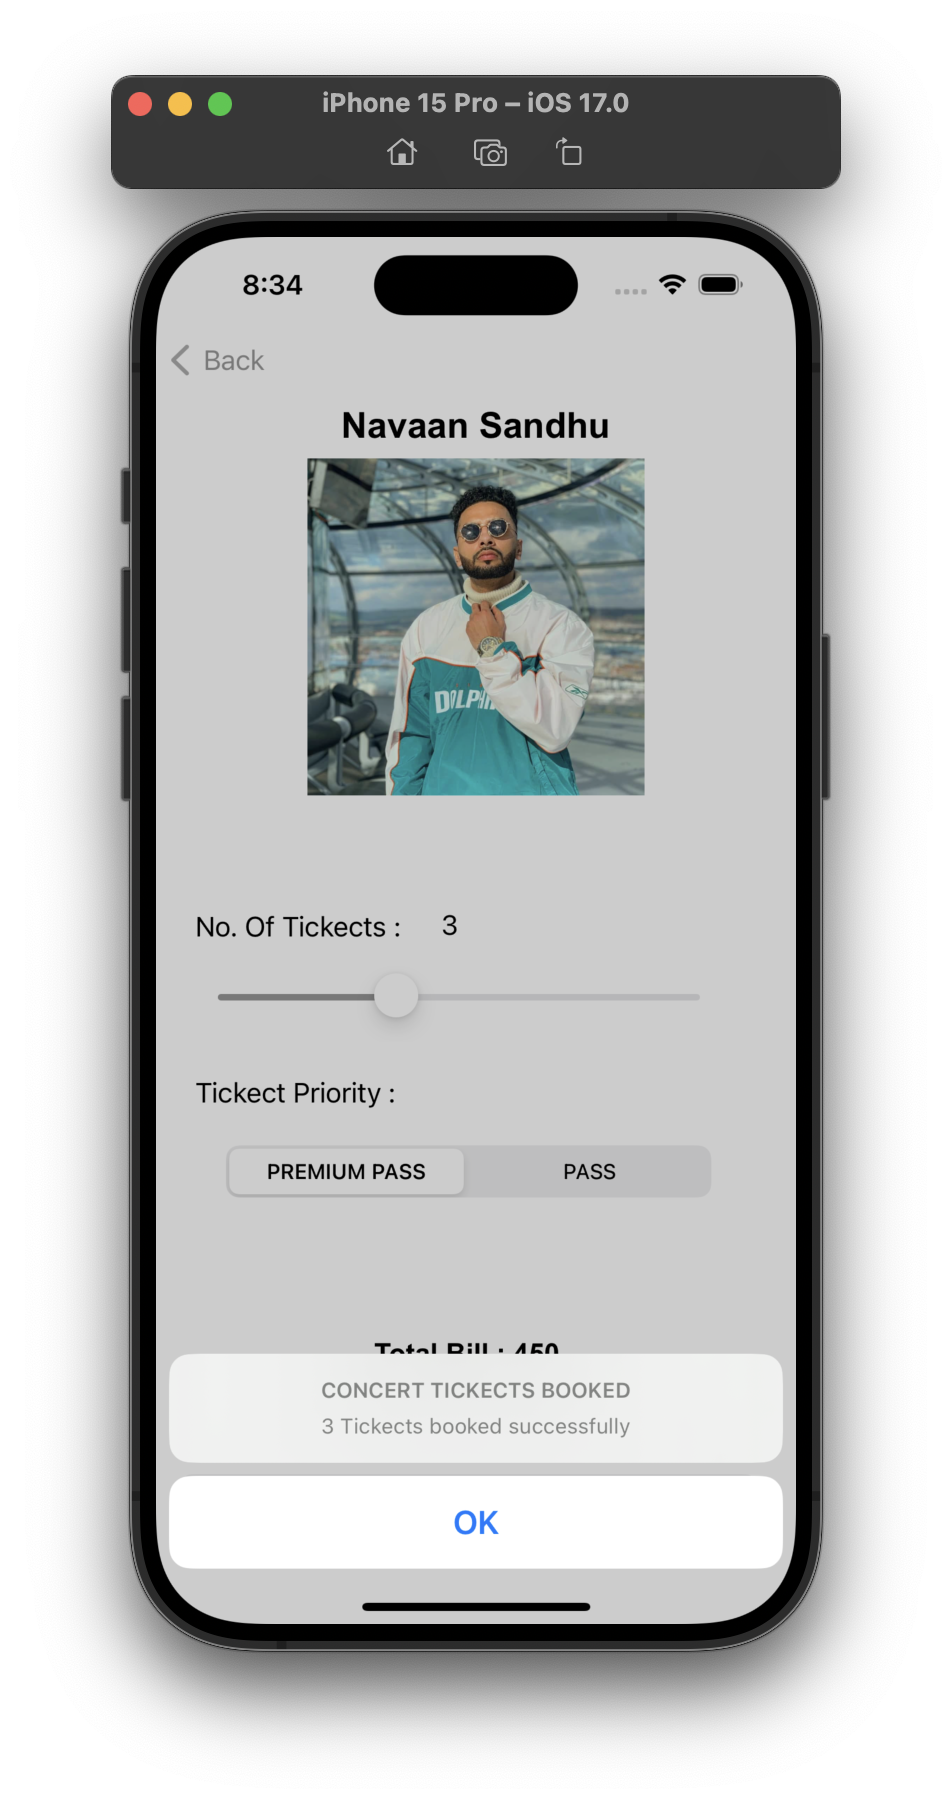 iPhone 15 Pro – iOS 17.0
8:34
Back
Navaan Sandhu
DOLPHIN
No. Of Tickects : 3
Tickect Priority :
PREMIUM PASS PASS
Total Bill : 450
CONCERT TICKECTS BOOKED
3 Tickects booked successfully
OK